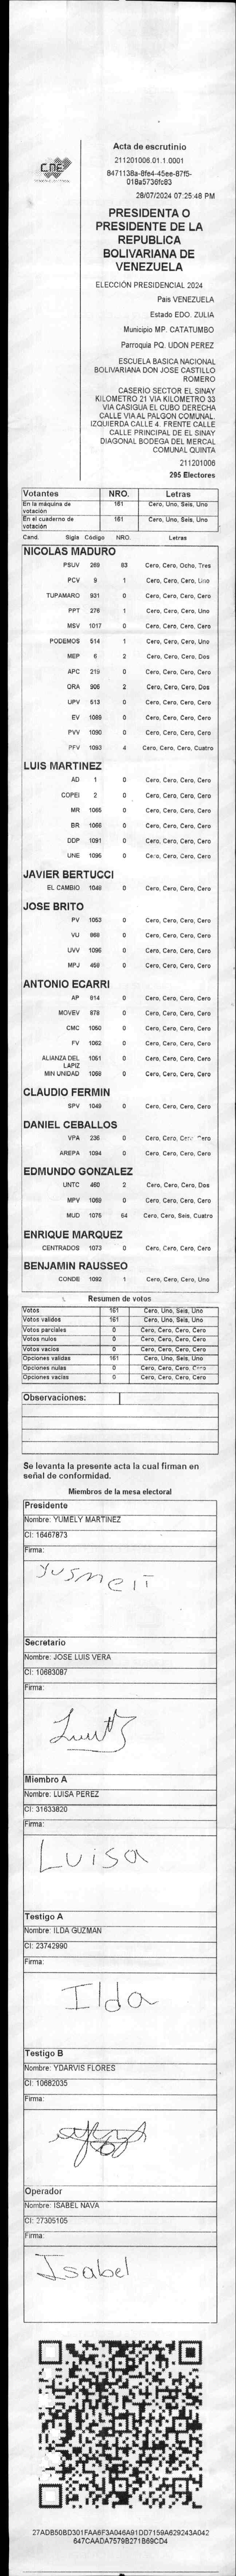 CNE
Acta de escrutinio
211201006.01.1.0001
8471138a-8fe4-45ee-87f5-
018a5736fc83
28/07/2024 07:25:48 PM
PRESIDENTA O
PRESIDENTE DE LA
REPUBLICA
BOLIVARIANA DE
VENEZUELA
ELECCIÓN PRESIDENCIAL 2024
Pais VENEZUELA
Estado EDO. ZULIA
Municipio MP. CATATUMBO
Parroquia PQ. UDON PEREZ
ESCUELA BASICA NACIONAL
BOLIVARIANA DON JOSE CASTILLO
ROMERO
CASERÍO SECTOR EL SINAY
KILOMETRO 21 VIA KILOMETRO 33
VIA CASIGUA EL CUBO DERECHA
CALLE VIA AL PALGON COMUNAL.
IZQUIERDA CALLE 4. FRENTE CALLE
CALLE PRINCIPAL DE EL SINAY
DIAGONAL BODEGA DEL MERCAL
COMUNAL QUINTA
211201006
295 Electores
Votantes NRO. Letras
En la máquina de votación 161 Cero, Uno, Seis, Uno
En el cuaderno de votación 161 Cero, Uno, Seis, Uno
Cand. Sigla Código NRO. Letras
NICOLAS MADURO
PSUV 269 83 Cero, Cero, Ocho, Tres
PCV 9 1 Cero, Cero, Cero, Uno
TUPAMARO 931 0 Cero, Cero, Cero, Cero
PPT 276 1 Cero, Cero, Cero, Uno
MSV 1017 0 Cero, Cero, Cero, Cero
PODEMOS 514 1 Cero, Cero, Cero, Uno
MEP 6 2 Cero, Cero, Cero, Dos
APC 219 0 Cero, Cero, Cero, Cero
ORA 906 2 Cero, Cero, Cero, Dos
UPV 513 0 Cero, Cero, Cero, Cero
EV 1089 0 Cero, Cero, Cero, Cero
PVV 1090 0 Cero, Cero, Cero, Cero
PFV 1093 4 Cero, Cero, Cero, Cuatro
LUIS MARTINEZ
AD 1 0 Cero, Cero, Cero, Cero
COPEI 2 0 Cero, Cero, Cero, Cero
MR 1065 0 Cero, Cero, Cero, Cero
BR 1066 0 Cero, Cero, Cero, Cero
DDP 1091 0 Cero, Cero, Cero, Cero
UNE 1095 0 Cero, Cero, Cero, Cero
JAVIER BERTUCCI
EL CAMBIO 1048 0 Cero, Cero, Cero, Cero
JOSE BRITO
PV 1053 0 Cero, Cero, Cero, Cero
VU 868 0 Cero, Cero, Cero, Cero
UVV 1096 0 Cero, Cero, Cero, Cero
MPJ 459 0 Cero, Cero, Cero, Cero
ANTONIO ECARRI
AP 914 0 Cero, Cero, Cero, Cero
MOVEV 878 0 Cero, Cero, Cero, Cero
CMC 1050 0 Cero, Cero, Cero, Cero
FV 1062 0 Cero, Cero, Cero, Cero
ALIANZA DEL LAPIZ 1051 0 Cero, Cero, Cero, Cero
MIN UNIDAD 1069 0 Cero, Cero, Cero, Cero
CLAUDIO FERMIN
SPV 1049 0 Cero, Cero, Cero, Cero
DANIEL CEBALLOS
VPA 236 0 Cero, Cero, Cero, Cero
AREPA 1094 0 Cero, Cero, Cero, Cero
EDMUNDO GONZALEZ
UNTC 460 2 Cero, Cero, Cero, Dos
MPV 1059 0 Cero, Cero, Cero, Cero
MUD 1075 64 Cero, Cero, Seis, Cuatro
ENRIQUE MARQUEZ
CENTRADOS 1073 0 Cero, Cero, Cero, Cero
BENJAMIN RAUSSEO
CONDE 1092 1 Cero, Cero, Cero, Uno
Resumen de votos
Votos 161 Cero, Uno, Seis, Uno
Votos validos 161 Cero, Uno, Seis, Uno
Votos parciales 0 Cero, Cero, Cero, Cero
Votos nulos 0 Cero, Cero, Cero, Cero
Votos vacios 0 Cero, Cero, Cero, Cero
Opciones validas 161 Cero, Uno, Seis, Uno
Opciones nulas 0 Cero, Cero, Cero, Cero
Opciones vacias 0 Cero, Cero, Cero, Cero
Observaciones:
Se levanta la presente acta la cual firman en
señal de conformidad.
Miembros de la mesa electoral
Presidente
Nombre: YUMELY MARTINEZ
CI: 16467873
Firma:
Yusmeit
Secretario
Nombre: JOSE LUIS VERA
CI: 10683087
Firma:
Miembro A
Nombre: LUISA PEREZ
CI: 31633820
Firma:
Luisa
Testigo A
Nombre: ILDA GUZMAN
CI: 23742990
Firma:
Ilda
Testigo B
Nombre: YDARVIS FLORES
CI: 10682035
Firma:
Operador
Nombre: ISABEL NAVA
CI: 27305105
Firma:
Isabel
27ADB50BD301FAA6F3A046A91DD7159A629243A042
647CAADA7579B271B69CD4